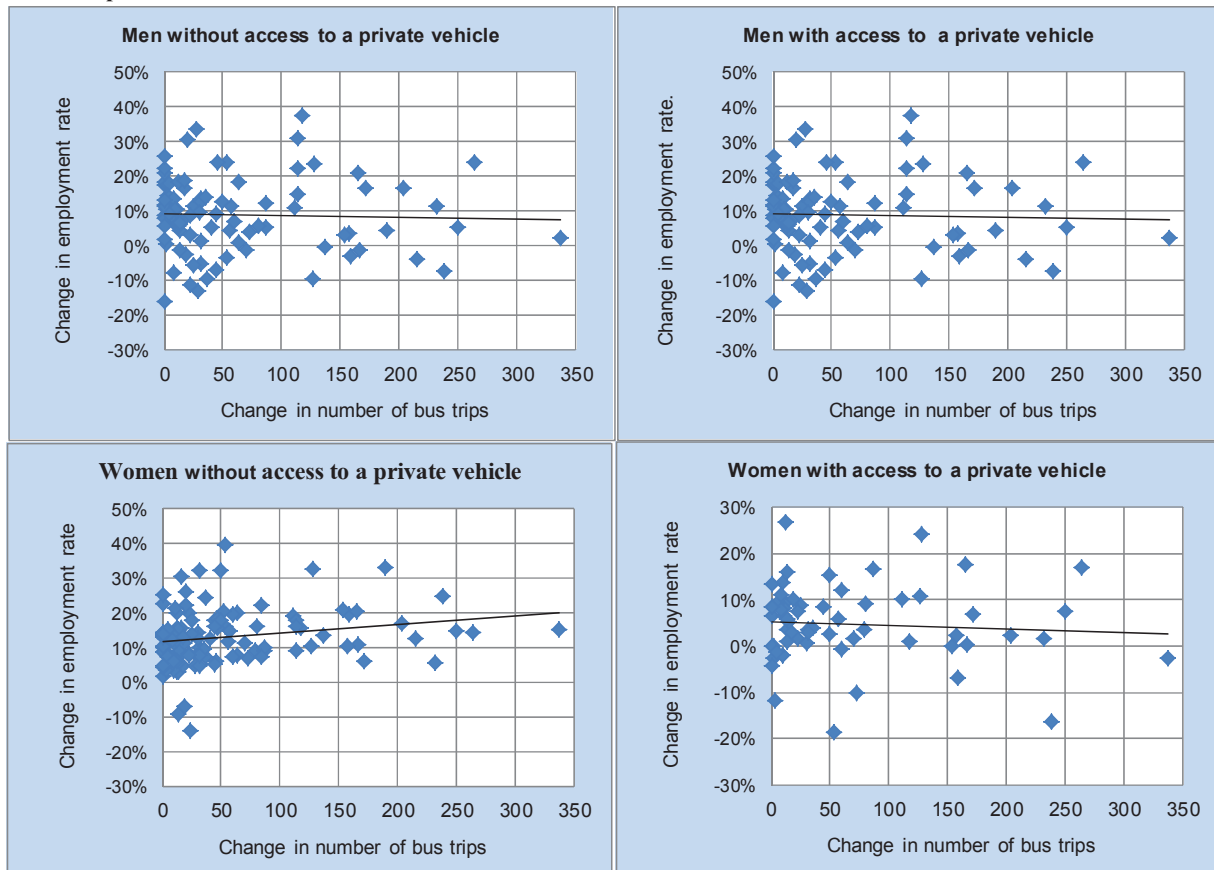 Men without access to a private vehicle
Change in employment rate
50%
40%
30%
20%
10%
0%
-10%
-20%
-30%
0 50 100 150 200 250 300 350
Change in number of bus trips
Men with access to a private vehicle
Change in employment rate.
50%
40%
30%
20%
10%
0%
-10%
-20%
-30%
0 50 100 150 200 250 300 350
Change in number of bus trips
Women without access to a private vehicle
Change in employment rate
50%
40%
30%
20%
10%
0%
-10%
-20%
-30%
0 50 100 150 200 250 300 350
Change in number of bus trips
Women with access to a private vehicle
Change in employment rate
30%
20%
10%
0%
-10%
-20%
-30%
0 50 100 150 200 250 300 350
Change in number of bus trips